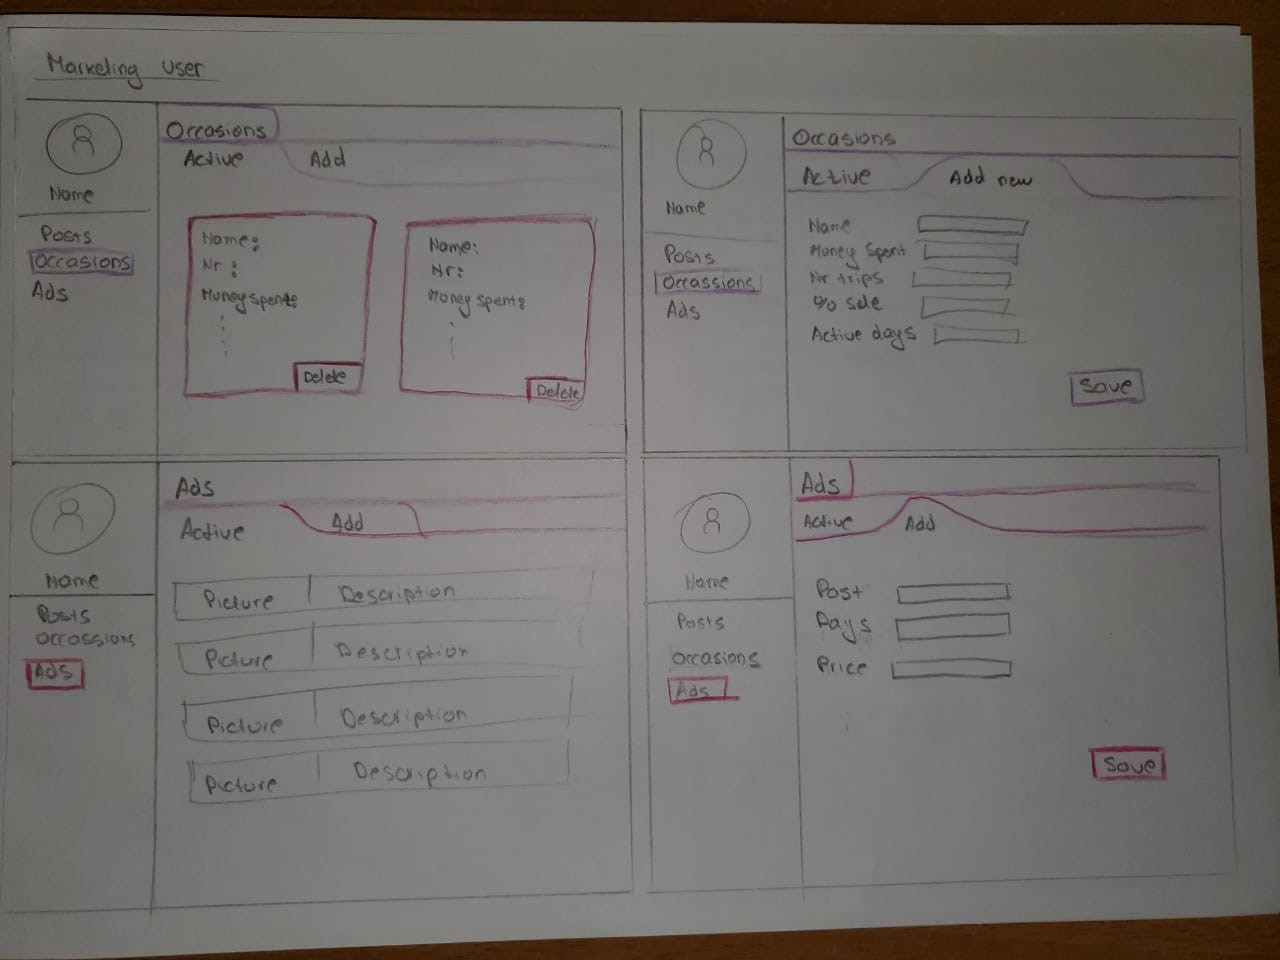 Marketing User
Name
Posts
Occasions
Ads
Occasions
Active Add
Name:
Nr :
Money spent:
Delete
Name:
Nr:
Money spent:
Delete
Name
Posts
Occassions
Ads
Occasions
Active Add new
Name
Money Spent
Nr trips
% sale
Active days
Save
Name
Posts
Occassions
Ads
Ads
Active Add
Picture Description
Picture Description
Picture Description
Picture Description
Name
Posts
Occasions
Ads
Ads
Active Add
Post
Days
Price
Save